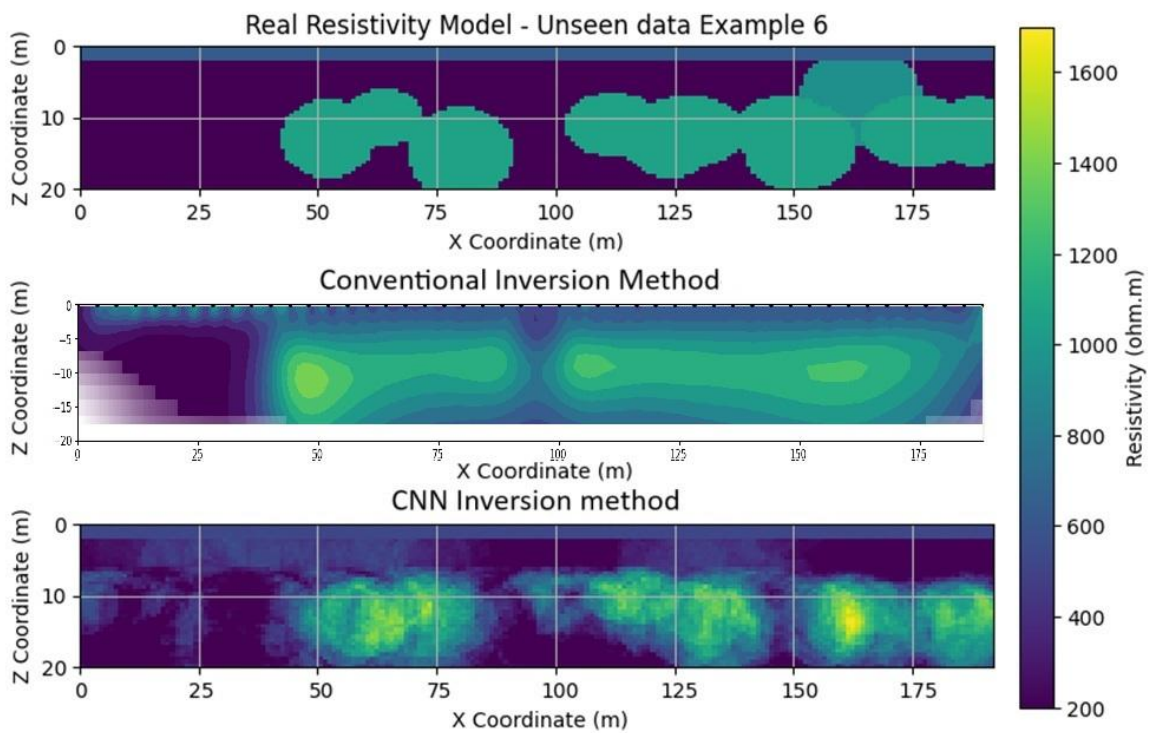 Real Resistivity Model - Unseen data Example 6
Z Coordinate (m)
0
10
20
0 25 50 75 100 125 150 175
X Coordinate (m)
Conventional Inversion Method
Z Coordinate (m)
0
−5
−10
−15
−20
0 25 50 75 100 125 150 175
X Coordinate (m)
CNN Inversion method
Z Coordinate (m)
0
10
20
0 25 50 75 100 125 150 175
X Coordinate (m)
1600
1400
1200
1000
800
600
400
200
Resistivity (ohm.m)